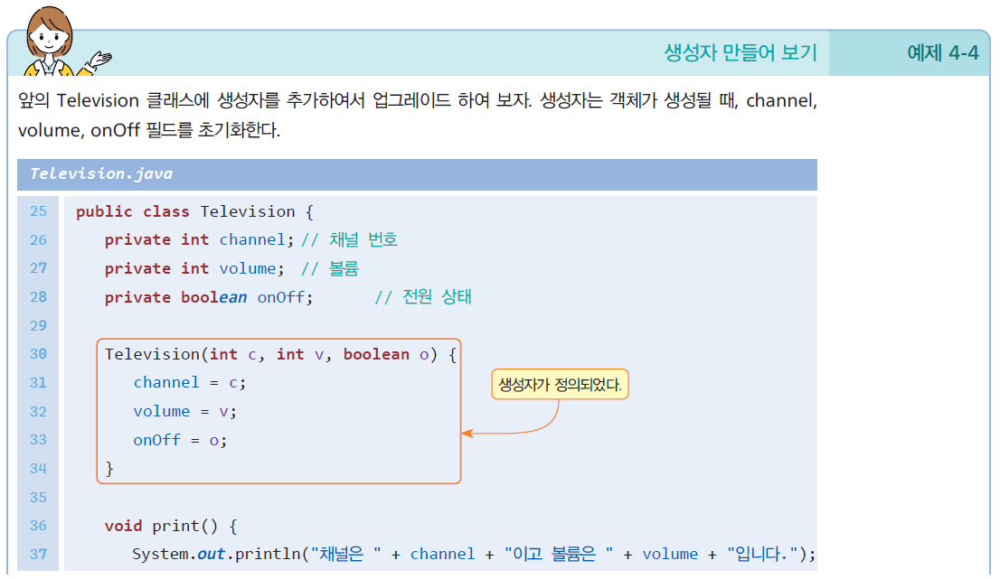 생성자 만들어 보기 예제 4-4
앞의 Television 클래스에 생성자를 추가하여서 업그레이드 하여 보자. 생성자는 객체가 생성될 때, channel,
volume, onOff 필드를 초기화한다.
Television.java
25 public class Television {
26 private int channel; // 채널 번호
27 private int volume; // 볼륨
28 private boolean onOff; // 전원 상태
29
30 Television(int c, int v, boolean o) {
31 channel = c;
생성자가 정의되었다.
32 volume = v;
33 onOff = o;
34 }
35
36 void print() {
37 System.out.println("채널은 " + channel + "이고 볼륨은 " + volume + "입니다.");